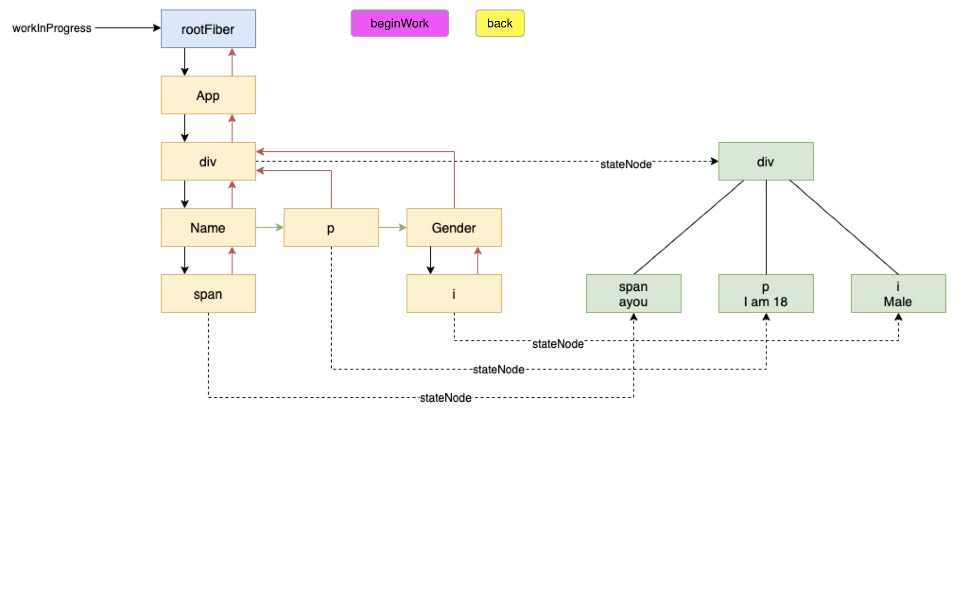 workInProgress
rootFiber
beginWork
back
App
div
stateNode
div
Name
p
Gender
span
i
span
ayou
p
I am 18
i
Male
stateNode
stateNode
stateNode